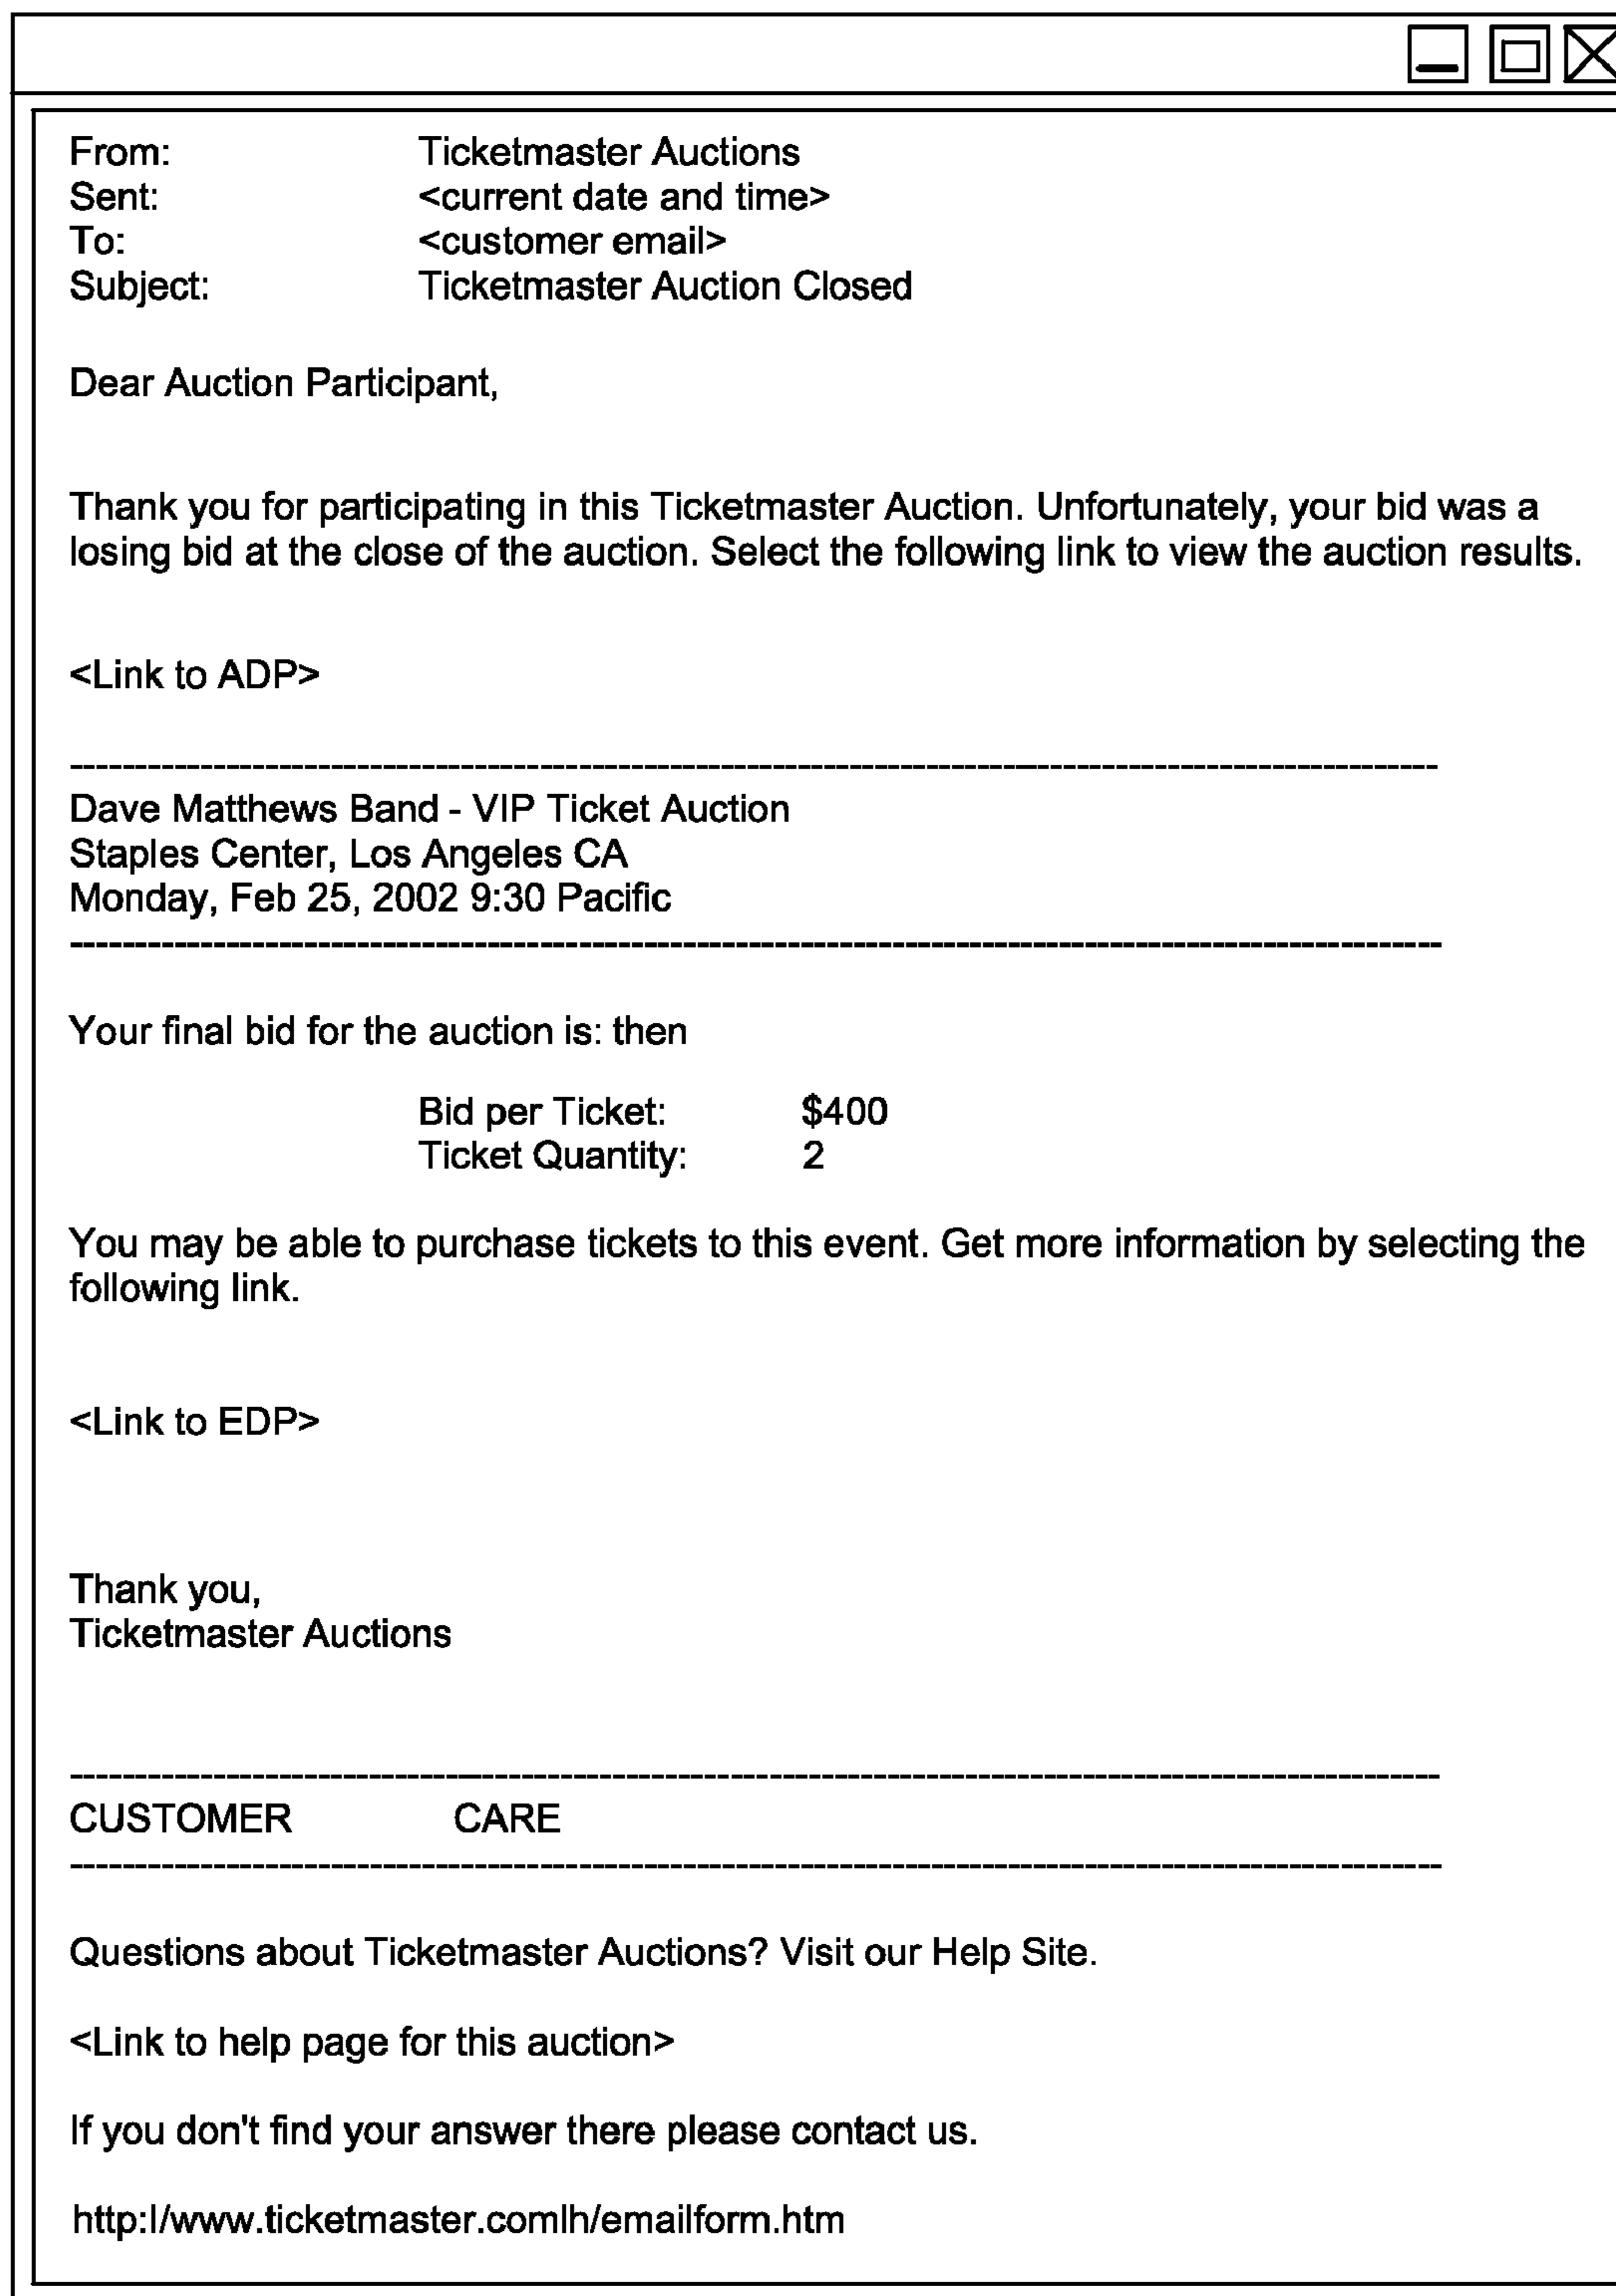 From: Ticketmaster Auctions
Sent: <current date and time>
To: <customer email>
Subject: Ticketmaster Auction Closed
Dear Auction Participant,
Thank you for participating in this Ticketmaster Auction. Unfortunately, your bid was a
losing bid at the close of the auction. Select the following link to view the auction results.
<Link to ADP>
Dave Matthews Band - VIP Ticket Auction
Staples Center, Los Angeles CA
Monday, Feb 25, 2002 9:30 Pacific
Your final bid for the auction is: then
Bid per Ticket: $400
Ticket Quantity: 2
You may be able to purchase tickets to this event. Get more information by selecting the
following link.
<Link to EDP>
Thank you,
Ticketmaster Auctions
CUSTOMER CARE
Questions about Ticketmaster Auctions? Visit our Help Site.
<Link to help page for this auction>
If you don't find your answer there please contact us.
http:l/www.ticketmaster.comlh/emailform.htm